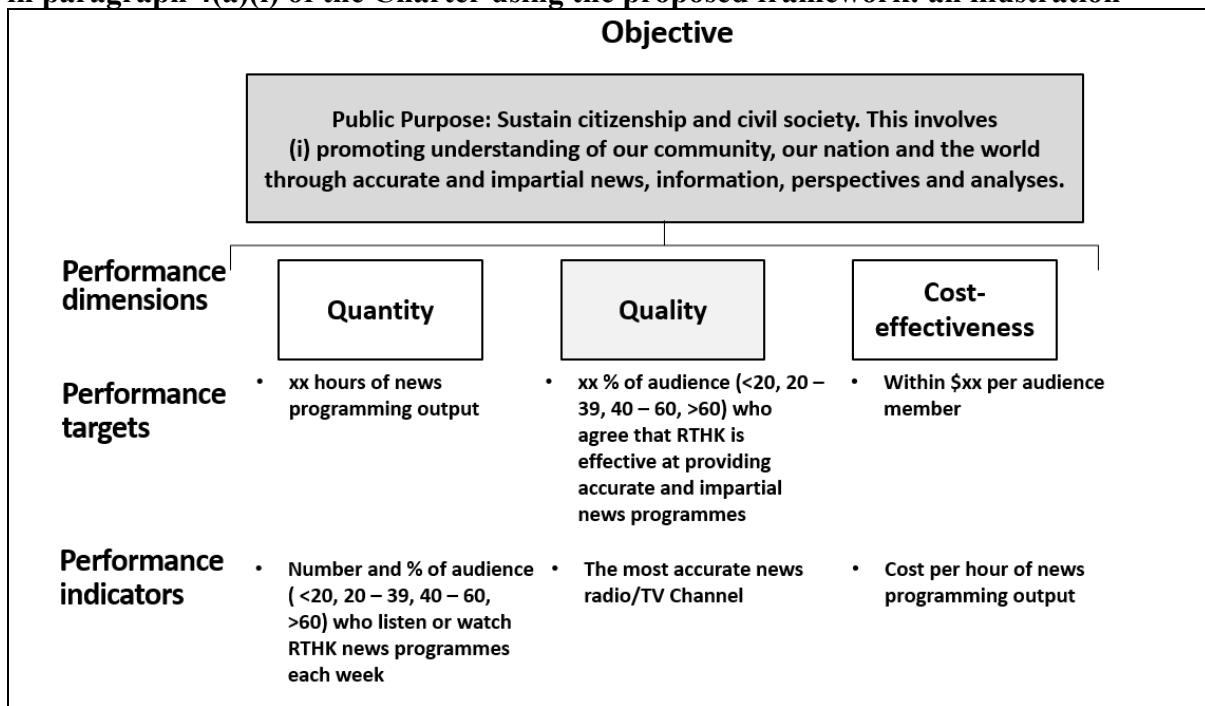 in paragraph 4(a)(i) of the Charter using the proposed framework: an illustration
Objective
Public Purpose: Sustain citizenship and civil society. This involves
(i) promoting understanding of our community, our nation and the world
through accurate and impartial news, information, perspectives and analyses.
Performance
dimensions
Quantity
Quality
Cost-
effectiveness
Performance
targets
• xx hours of news
programming output
• xx % of audience (<20, 20 –
39, 40 – 60, >60) who
agree that RTHK is
effective at providing
accurate and impartial
news programmes
• Within $xx per audience
member
Performance
indicators
• Number and % of audience
( <20, 20 – 39, 40 – 60,
>60) who listen or watch
RTHK news programmes
each week
• The most accurate news
radio/TV Channel
• Cost per hour of news
programming output